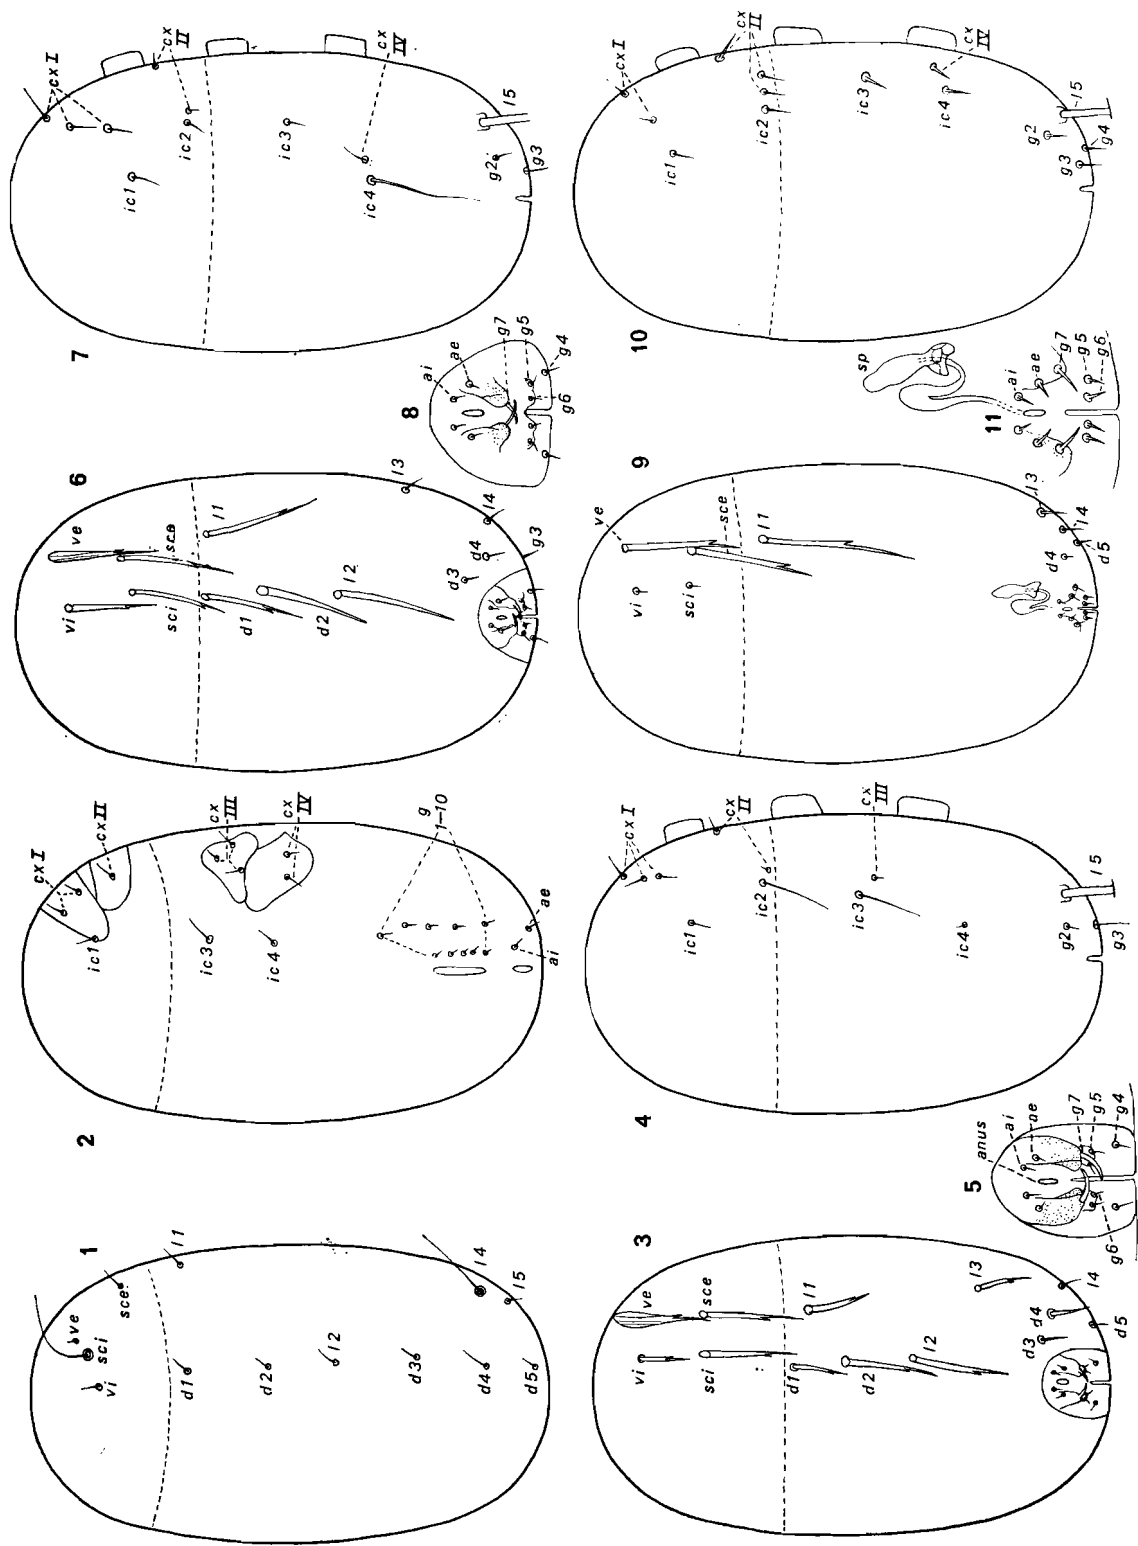 1
vi
ve
sci
sce
l1
d1
d2
l2
d3
d4
d5
l4
l5
2
cx I
cx II
ic1
cx
III
ic3
cx
IV
ic4
g
1-10
ai
ae
3
vi
ve
sci
sce
d1
l1
d2
l2
l3
d3
d4
l4
d5
4
cx I
cx
II
ic1
ic2
cx
III
ic3
ic4
g2
l5
g3
5
anus
ai
ae
g7
g5
g4
g6
6
vi
ve
sci
sce
d1
l1
d2
l2
l3
d3
d4
l4
g3
7
cx I
cx
II
ic1
ic2
ic3
cx
IV
ic4
g2
l5
g3
8
ai
ae
g7
g5
g4
g6
9
vi
ve
sci
sce
l1
l3
d4
l4
d5
10
cx I
cx
II
ic1
ic2
ic3
cx
IV
ic4
g2
l5
g3
g4
11
sp
ai
ae
g7
g5
g6